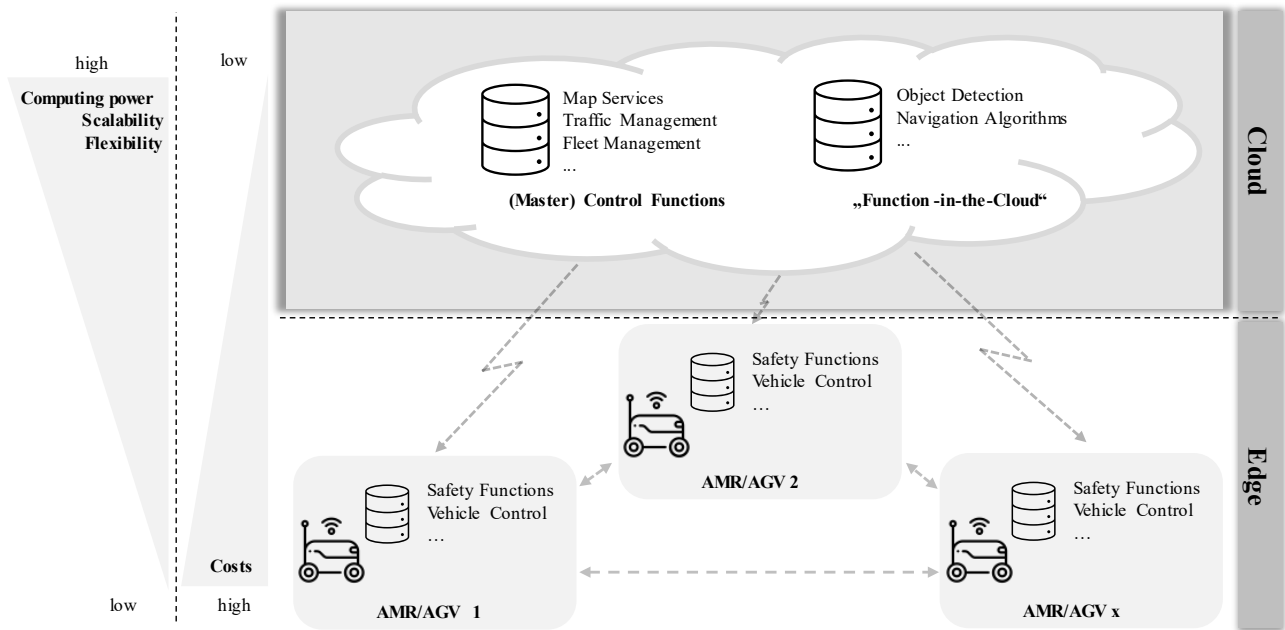 high
low
Computing power
Scalability
Flexibility
Map Services
Traffic Management
Fleet Management
...
(Master) Control Functions
Object Detection
Navigation Algorithms
...
„Function-in-the-Cloud“
Cloud
Safety Functions
Vehicle Control
...
AMR/AGV 2
Safety Functions
Vehicle Control
...
AMR/AGV 1
Safety Functions
Vehicle Control
...
AMR/AGV x
Edge
Costs
low
high